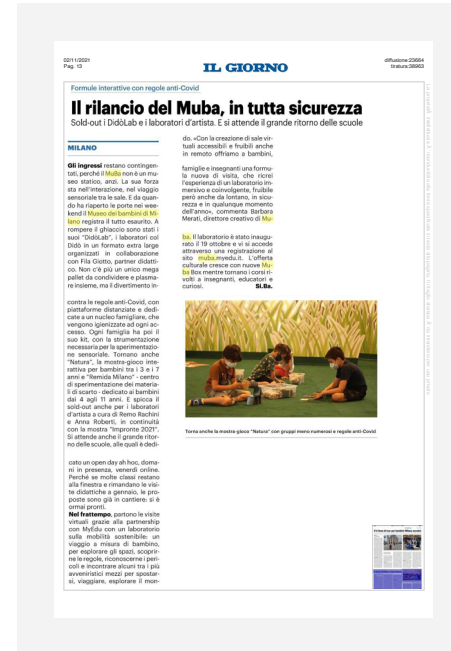 02/11/2021
Pag. 13
IL GIORNO
diffusione:23664
tiratura:38963
Formule interattive con regole anti-Covid
Il rilancio del Muba, in tutta sicurezza
Sold-out i DidòLab e i laboratori d'artista. E si attende il grande ritorno delle scuole
MILANO
Gli ingressi restano contingen-
tati, perché il MuBa non è un mu-
seo statico, anzi. La sua forza
sta nell'interazione, nel viaggio
sensoriale tra le sale. E da quan-
do ha riaperto le porte nei wee-
kend il Museo dei bambini di Mi-
lano registra il tutto esaurito. A
rompere il ghiaccio sono stati i
suoi "DidòLab", i laboratori col
Didò in un formato extra large
organizzati in collaborazione
con Fila Giotto, partner didatti-
co. Non c'è più un unico mega
pallet da condividere e plasma-
re insieme, ma il divertimento in-
contra le regole anti-Covid, con
piattaforme distanziate e dedi-
cate a un nucleo famigliare, che
vengono igienizzate ad ogni ac-
cesso. Ogni famiglia ha poi il
suo kit, con la strumentazione
necessaria per la sperimentazio-
ne sensoriale. Tornano anche
"Natura", la mostra-gioco inte-
rattiva per bambini tra i 3 e i 7
anni e "Remida Milano" - centro
di sperimentazione dei materia-
li di scarto - dedicato ai bambini
dai 4 agli 11 anni. E spicca il
sold-out anche per i laboratori
d'artista a cura di Remo Rachini
e Anna Roberti, in continuità
con la mostra "Impronte 2021".
Si attende anche il grande ritor-
no delle scuole, alle quali è dedi-
cato un open day ah hoc, doma-
ni in presenza, venerdì online.
Perché se molte classi restano
alla finestra e rimandano le visi-
te didattiche a gennaio, le pro-
poste sono già in cantiere: si è
ormai pronti.
Nel frattempo, partono le visite
virtuali grazie alla partnership
con MyEdu con un laboratorio
sulla mobilità sostenibile: un
viaggio a misura di bambino,
per esplorare gli spazi, scoprir-
ne le regole, riconoscerne i peri-
coli e incontrare alcuni tra i più
avveniristici mezzi per spostar-
si, viaggiare, esplorare il mon-
do. «Con la creazione di sale vir-
tuali accessibili e fruibili anche
in remoto offriamo a bambini,
famiglie e insegnanti una formu-
la nuova di visita, che ricrei
l'esperienza di un laboratorio im-
mersivo e coinvolgente, fruibile
però anche da lontano, in sicu-
rezza e in qualunque momento
dell'anno», commenta Barbara
Merati, direttore creativo di Mu-
ba. Il laboratorio è stato inaugu-
rato il 19 ottobre e vi si accede
attraverso una registrazione al
sito muba.myedu.it. L'offerta
culturale cresce con nuove Mu-
ba Box mentre tornano i corsi ri-
volti a insegnanti, educatori e
curiosi.
Si.Ba.
Torna anche la mostra-gioco "Natura" con gruppi meno numerosi e regole anti-Covid